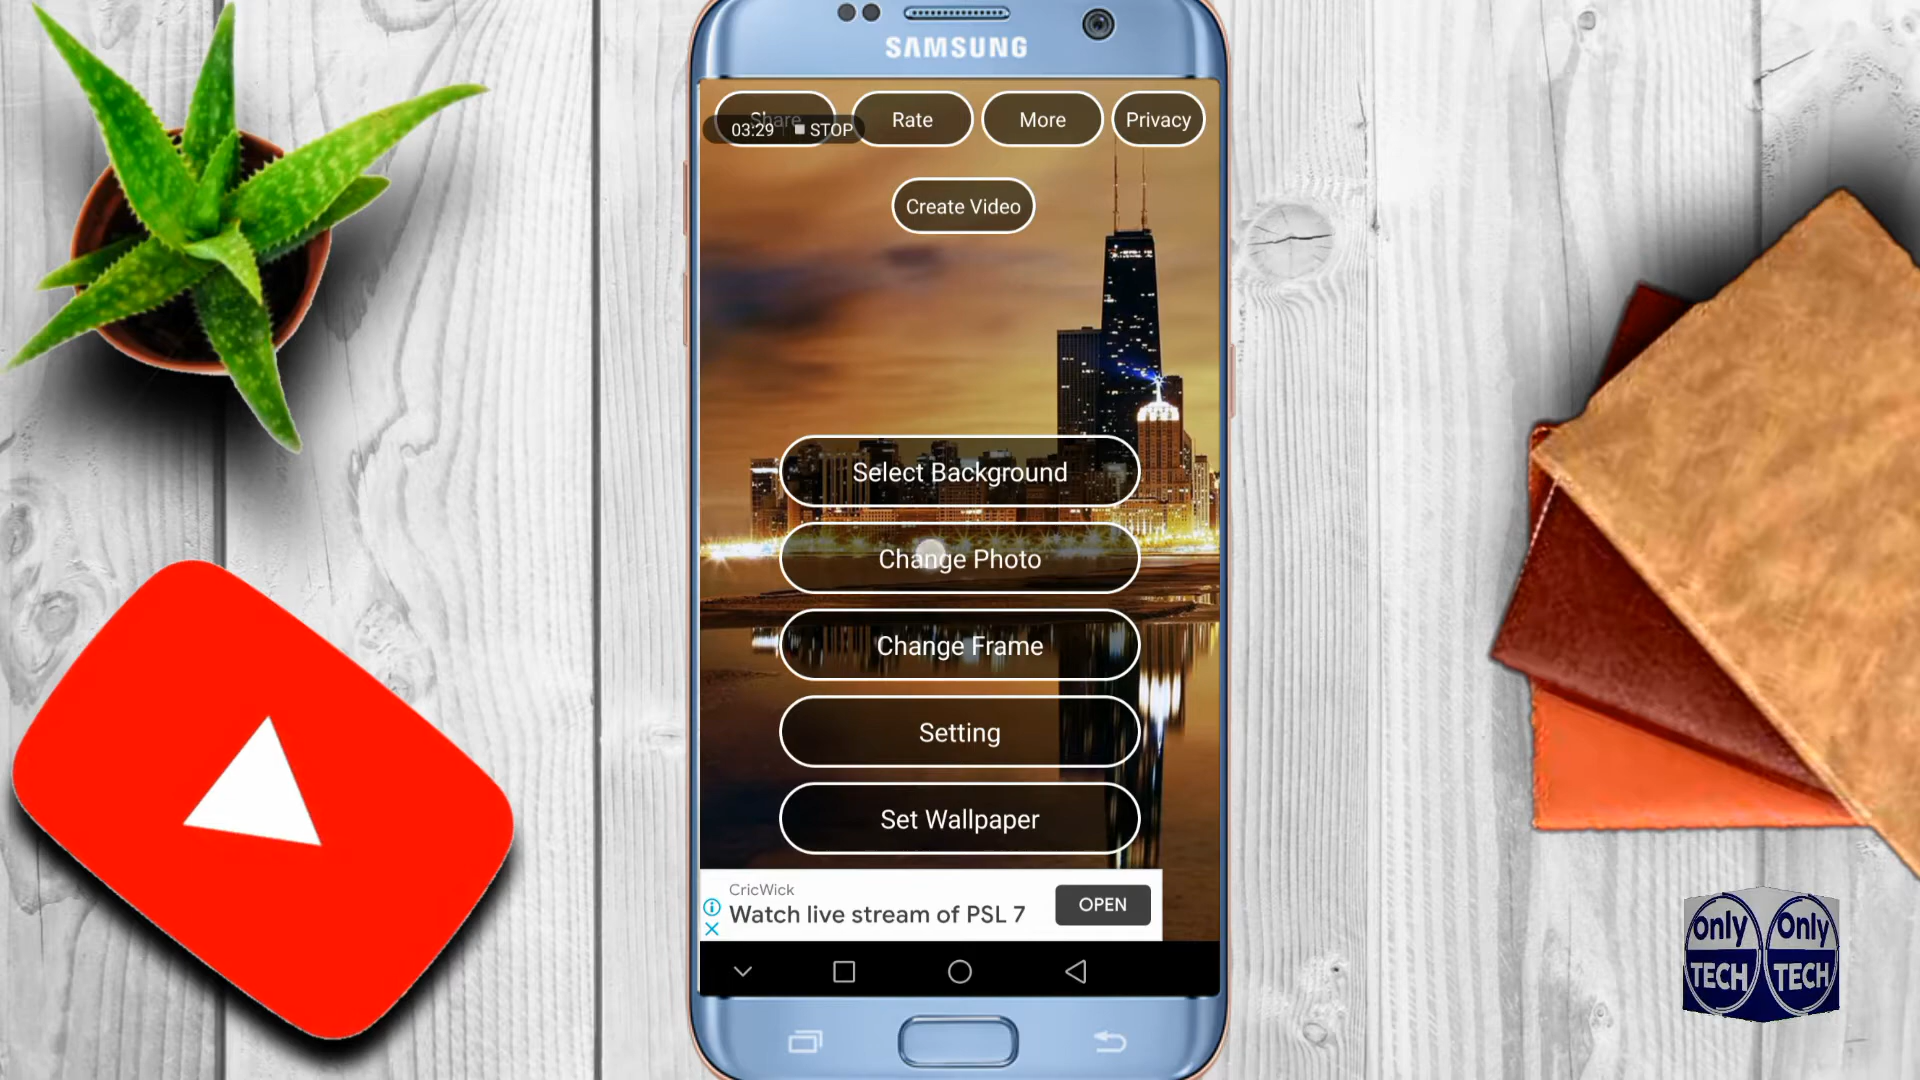 SAMSUNG
Share
Rate
More
Privacy
03:29 STOP
Create Video
Select Background
Change Photo
Change Frame
Setting
Set Wallpaper
CricWick
Watch live stream of PSL 7
OPEN
Only TECH
Only TECH